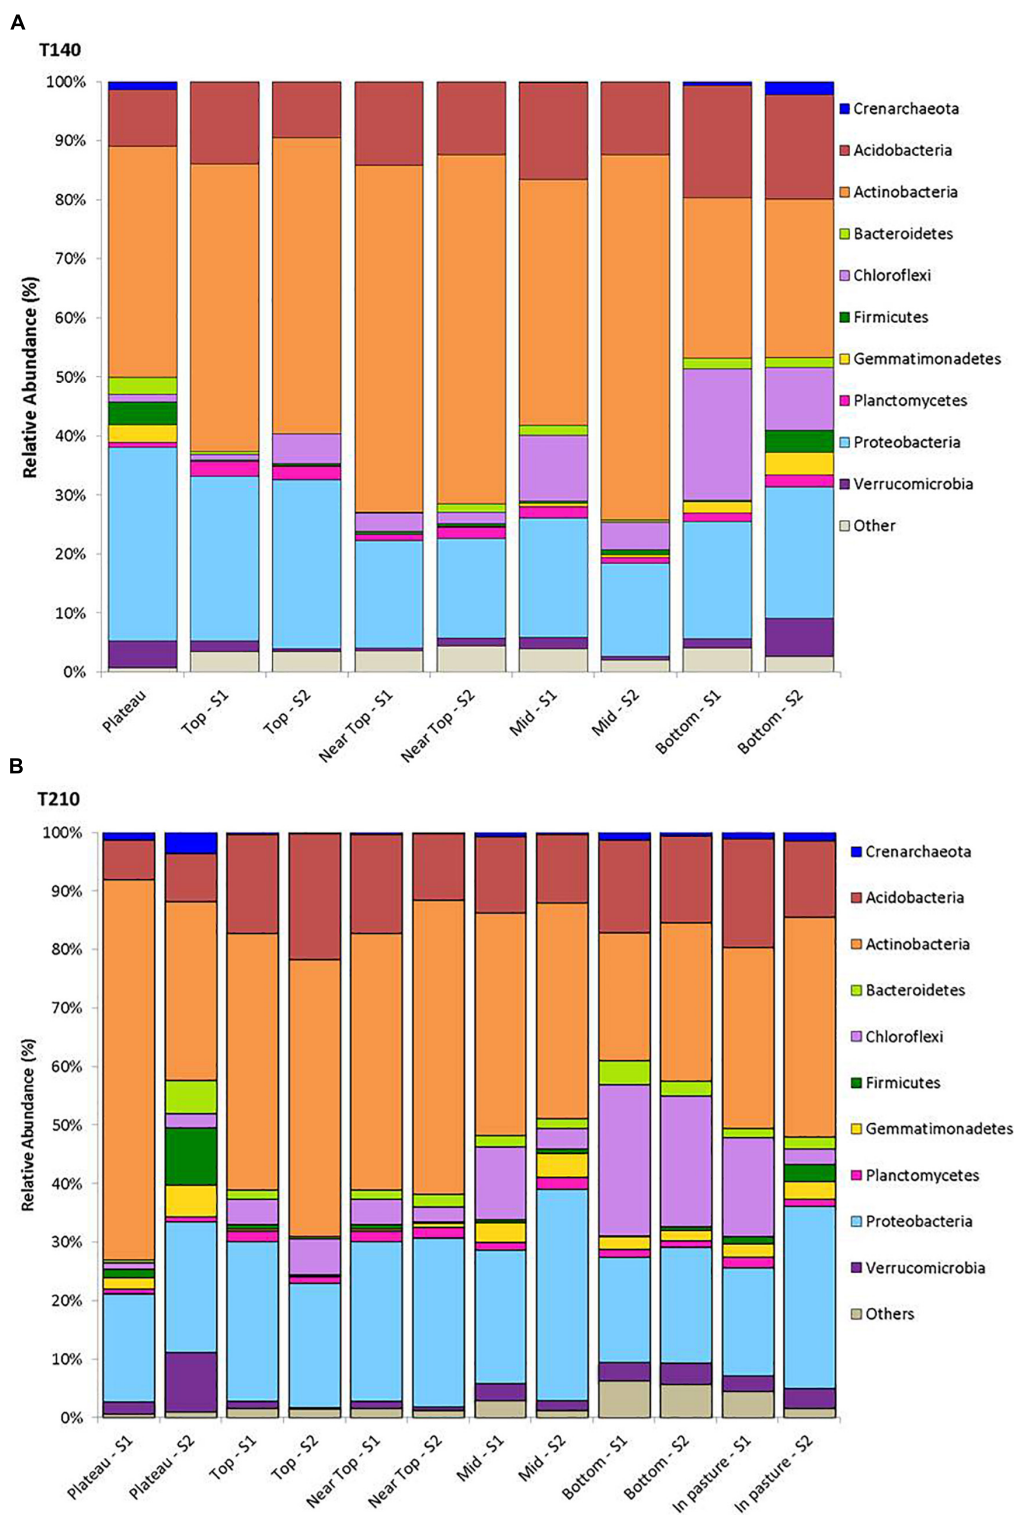 A
T140
Relative Abundance (%)
100%
90%
80%
70%
60%
50%
40%
30%
20%
10%
0%
Plateau
Top - S1
Top - S2
Near Top - S1
Near Top - S2
Mid - S1
Mid - S2
Bottom - S1
Bottom - S2
Crenarchaeota
Acidobacteria
Actinobacteria
Bacteroidetes
Chloroflexi
Firmicutes
Gemmatimonadetes
Planctomycetes
Proteobacteria
Verrucomicrobia
Other
B
T210
Relative Abundance (%)
100%
90%
80%
70%
60%
50%
40%
30%
20%
10%
0%
Plateau - S1
Plateau - S2
Top - S1
Top - S2
Near Top - S1
Near Top - S2
Mid - S1
Mid - S2
Bottom - S1
Bottom - S2
In pasture - S1
In pasture - S2
Crenarchaeota
Acidobacteria
Actinobacteria
Bacteroidetes
Chloroflexi
Firmicutes
Gemmatimonadetes
Planctomycetes
Proteobacteria
Verrucomicrobia
Others